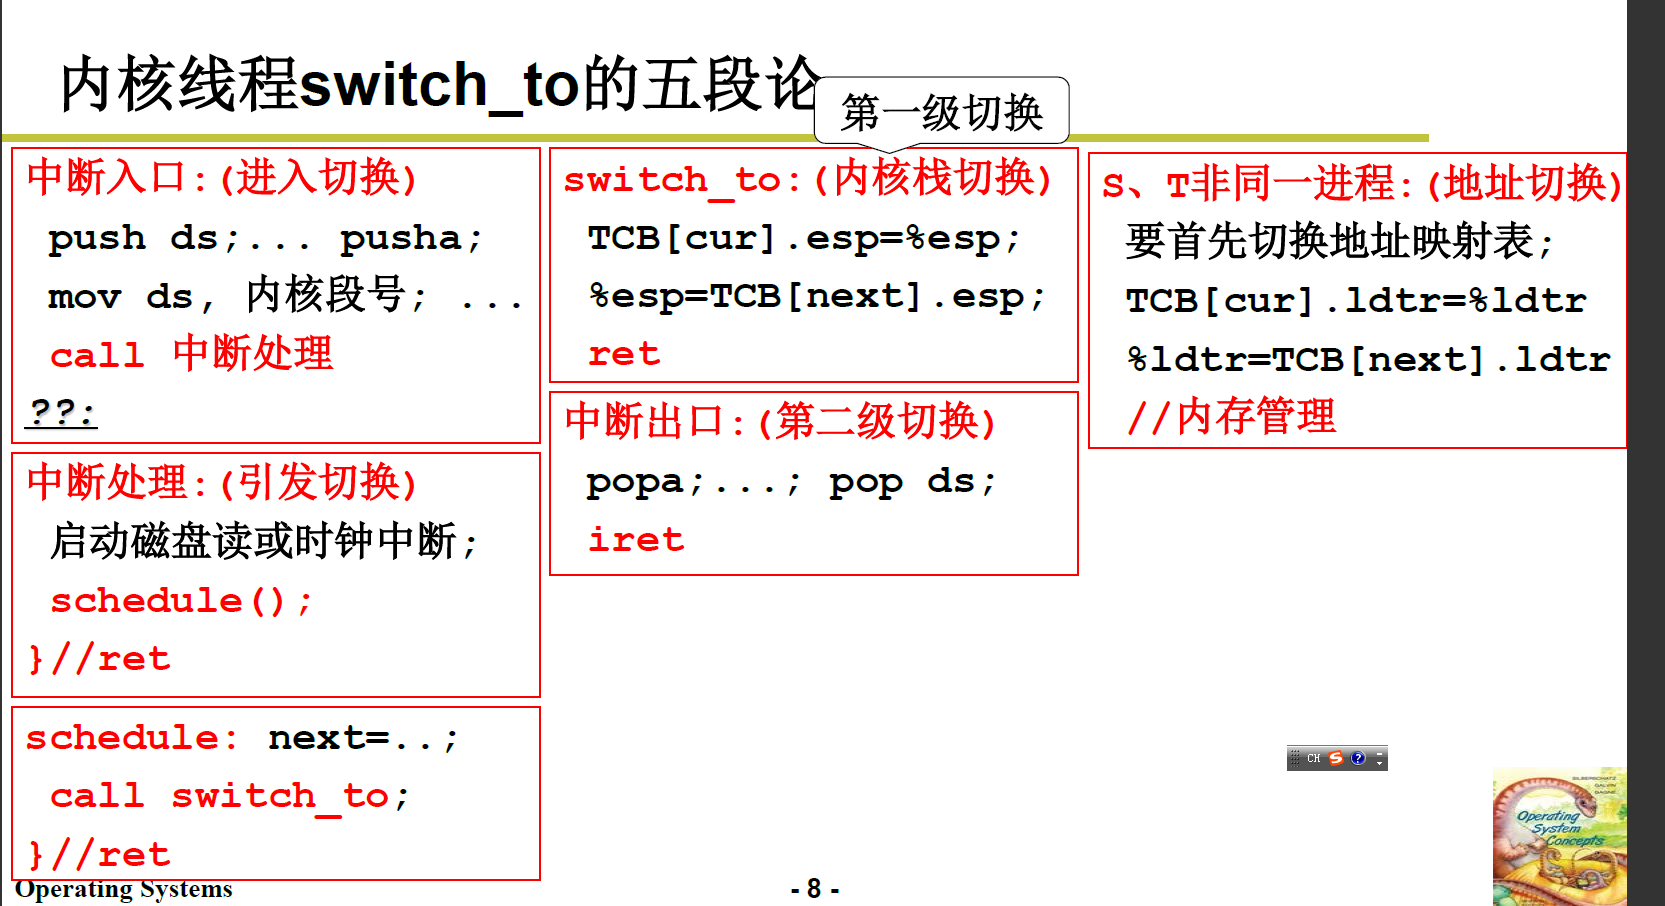 内核线程switch_to的五段论
第一级切换
中断入口:(进入切换)
push ds;... pusha;
mov ds, 内核段号; ...
call 中断处理
??:
中断处理:(引发切换)
启动磁盘读或时钟中断;
schedule();
}//ret
schedule: next=..;
call switch_to;
}//ret
switch_to:(内核栈切换)
TCB[cur].esp=%esp;
%esp=TCB[next].esp;
ret
中断出口:(第二级切换)
popa;...; pop ds;
iret
S、T非同一进程:(地址切换)
要首先切换地址映射表;
TCB[cur].ldtr=%ldtr
%ldtr=TCB[next].ldtr
//内存管理
CH
SILBERSCHATZ
GALVIN
GAGNE
Operating
System
Concepts
Operating Systems
- 8 -